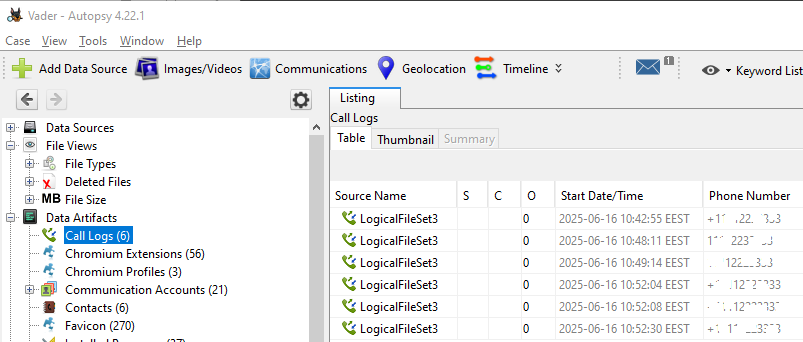 Vader - Autopsy 4.22.1
Case View Tools Window Help
Add Data Source Images/Videos Communications Geolocation Timeline 1 Keyword List
Listing
Data Sources
File Views
File Types
Deleted Files
MB File Size
Data Artifacts
Call Logs (6)
Chromium Extensions (56)
Chromium Profiles (3)
Communication Accounts (21)
Contacts (6)
Favicon (270)
Call Logs
Table Thumbnail Summary
Source Name S C O Start Date/Time Phone Number
LogicalFileSet3 0 2025-06-16 10:42:55 EEST
LogicalFileSet3 0 2025-06-16 10:48:11 EEST
LogicalFileSet3 0 2025-06-16 10:49:14 EEST
LogicalFileSet3 0 2025-06-16 10:52:04 EEST
LogicalFileSet3 0 2025-06-16 10:52:08 EEST
LogicalFileSet3 0 2025-06-16 10:52:30 EEST